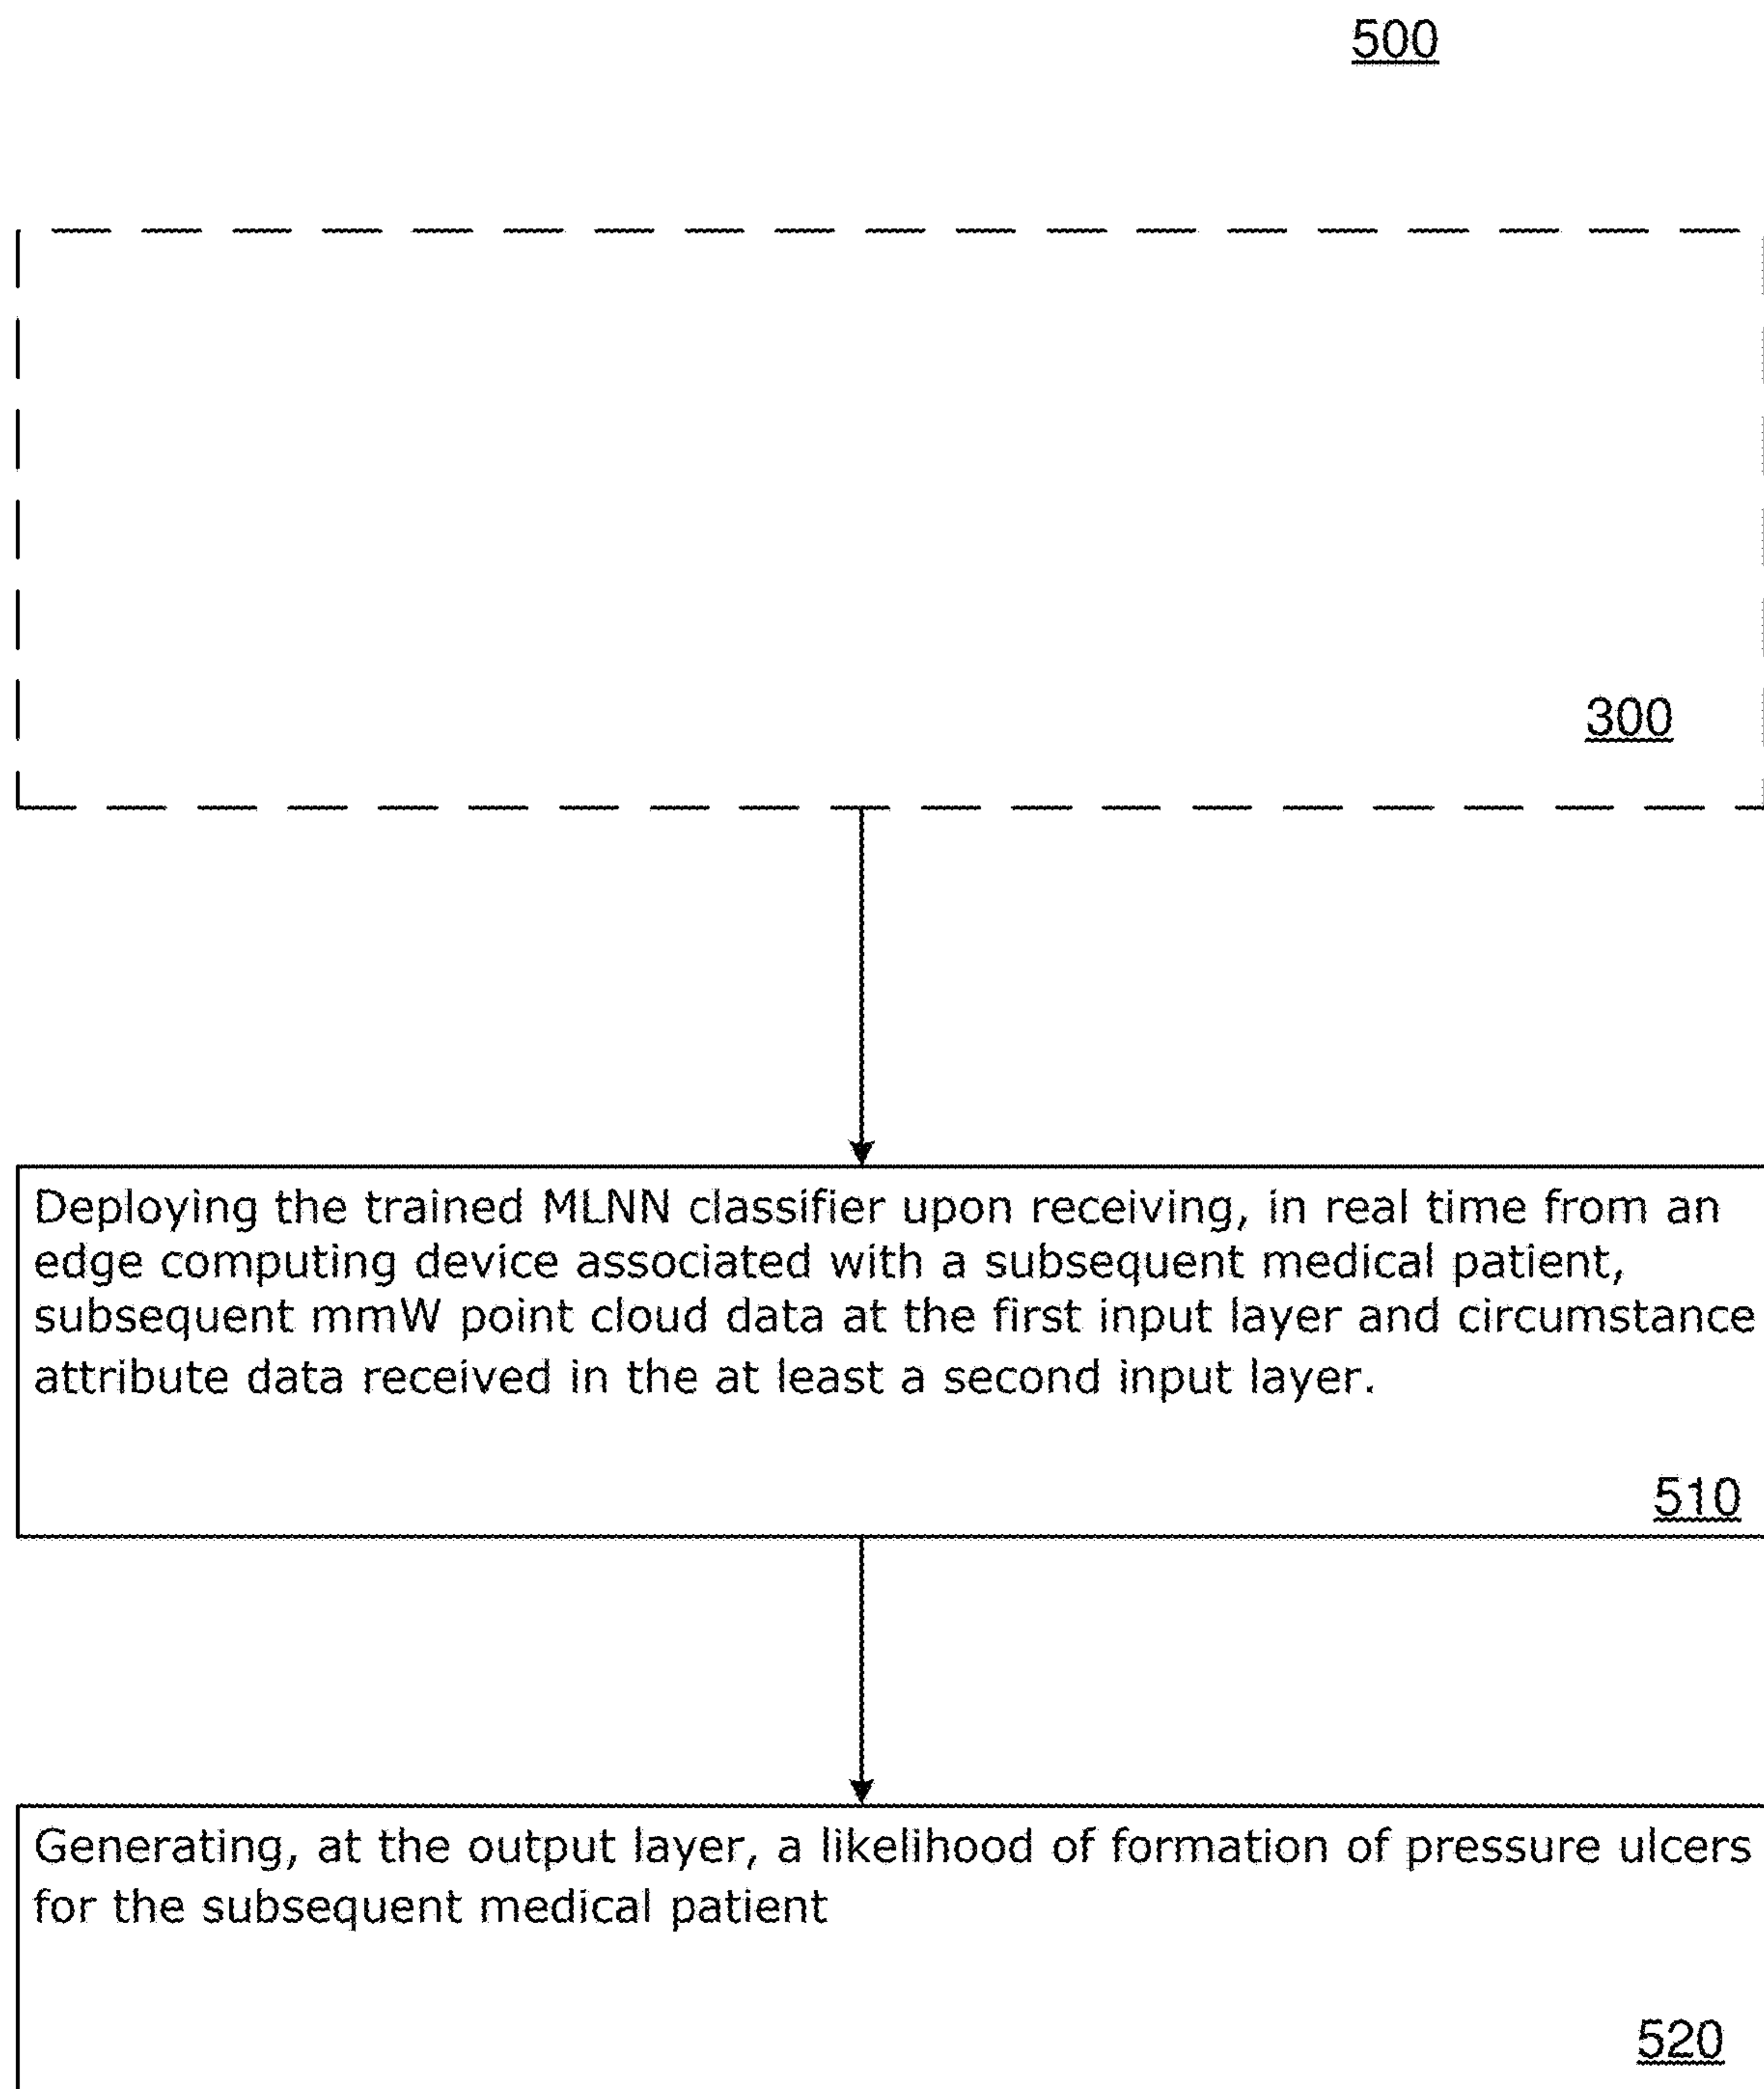 500
300
Deploying the trained MLNN classifier upon receiving, in real time from an
edge computing device associated with a subsequent medical patient,
subsequent mmW point cloud data at the first input layer and circumstance
attribute data received in the at least a second input layer.
510
Generating, at the output layer, a likelihood of formation of pressure ulcers
for the subsequent medical patient
520